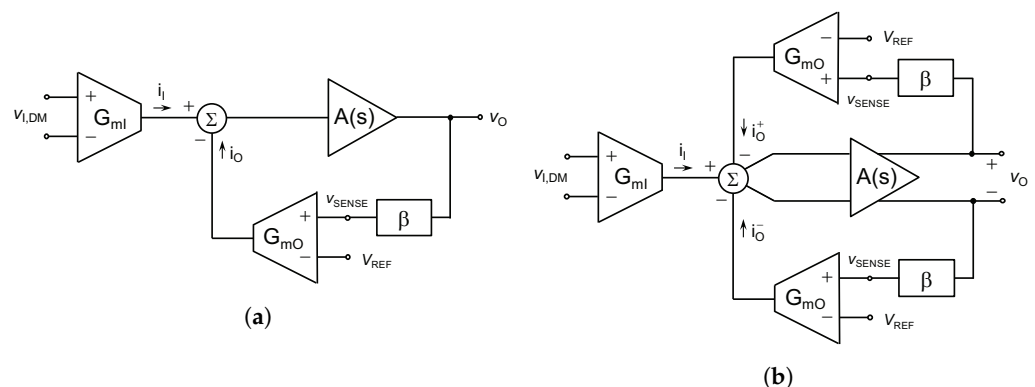 v_I,DM
+
−
G_mI
i_I
+
Σ
−
i_O
A(s)
v_O
v_SENSE
β
+
G_mO
−
V_REF
(a)
−
V_REF
G_mO
+
β
v_SENSE
i_O^+
−
v_I,DM
+
−
G_mI
i_I
+
Σ
−
A(s)
+
v_O
−
i_O^−
v_SENSE
β
+
G_mO
−
V_REF
(b)